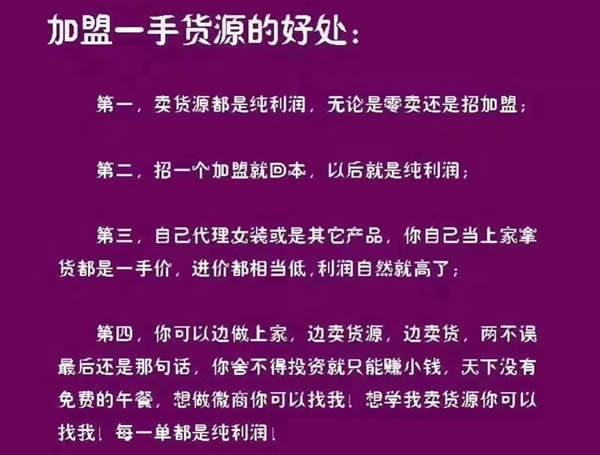 加盟一手货源的好处：
第一，卖货源都是纯利润，无论是零卖还是招加盟；
第二，招一个加盟就回本，以后就是纯利润；
第三，自己代理女装或是其它产品，你自己当上家拿
货都是一手价，进价都相当低,利润自然就高了；
第四，你可以边做上家，边卖货源，边卖货，两不误
最后还是那句话，你舍不得投资就只能赚小钱，天下没有
免费的午餐，想做微商你可以找我！想学我卖货源你可以
找我！每一单都是纯利润！